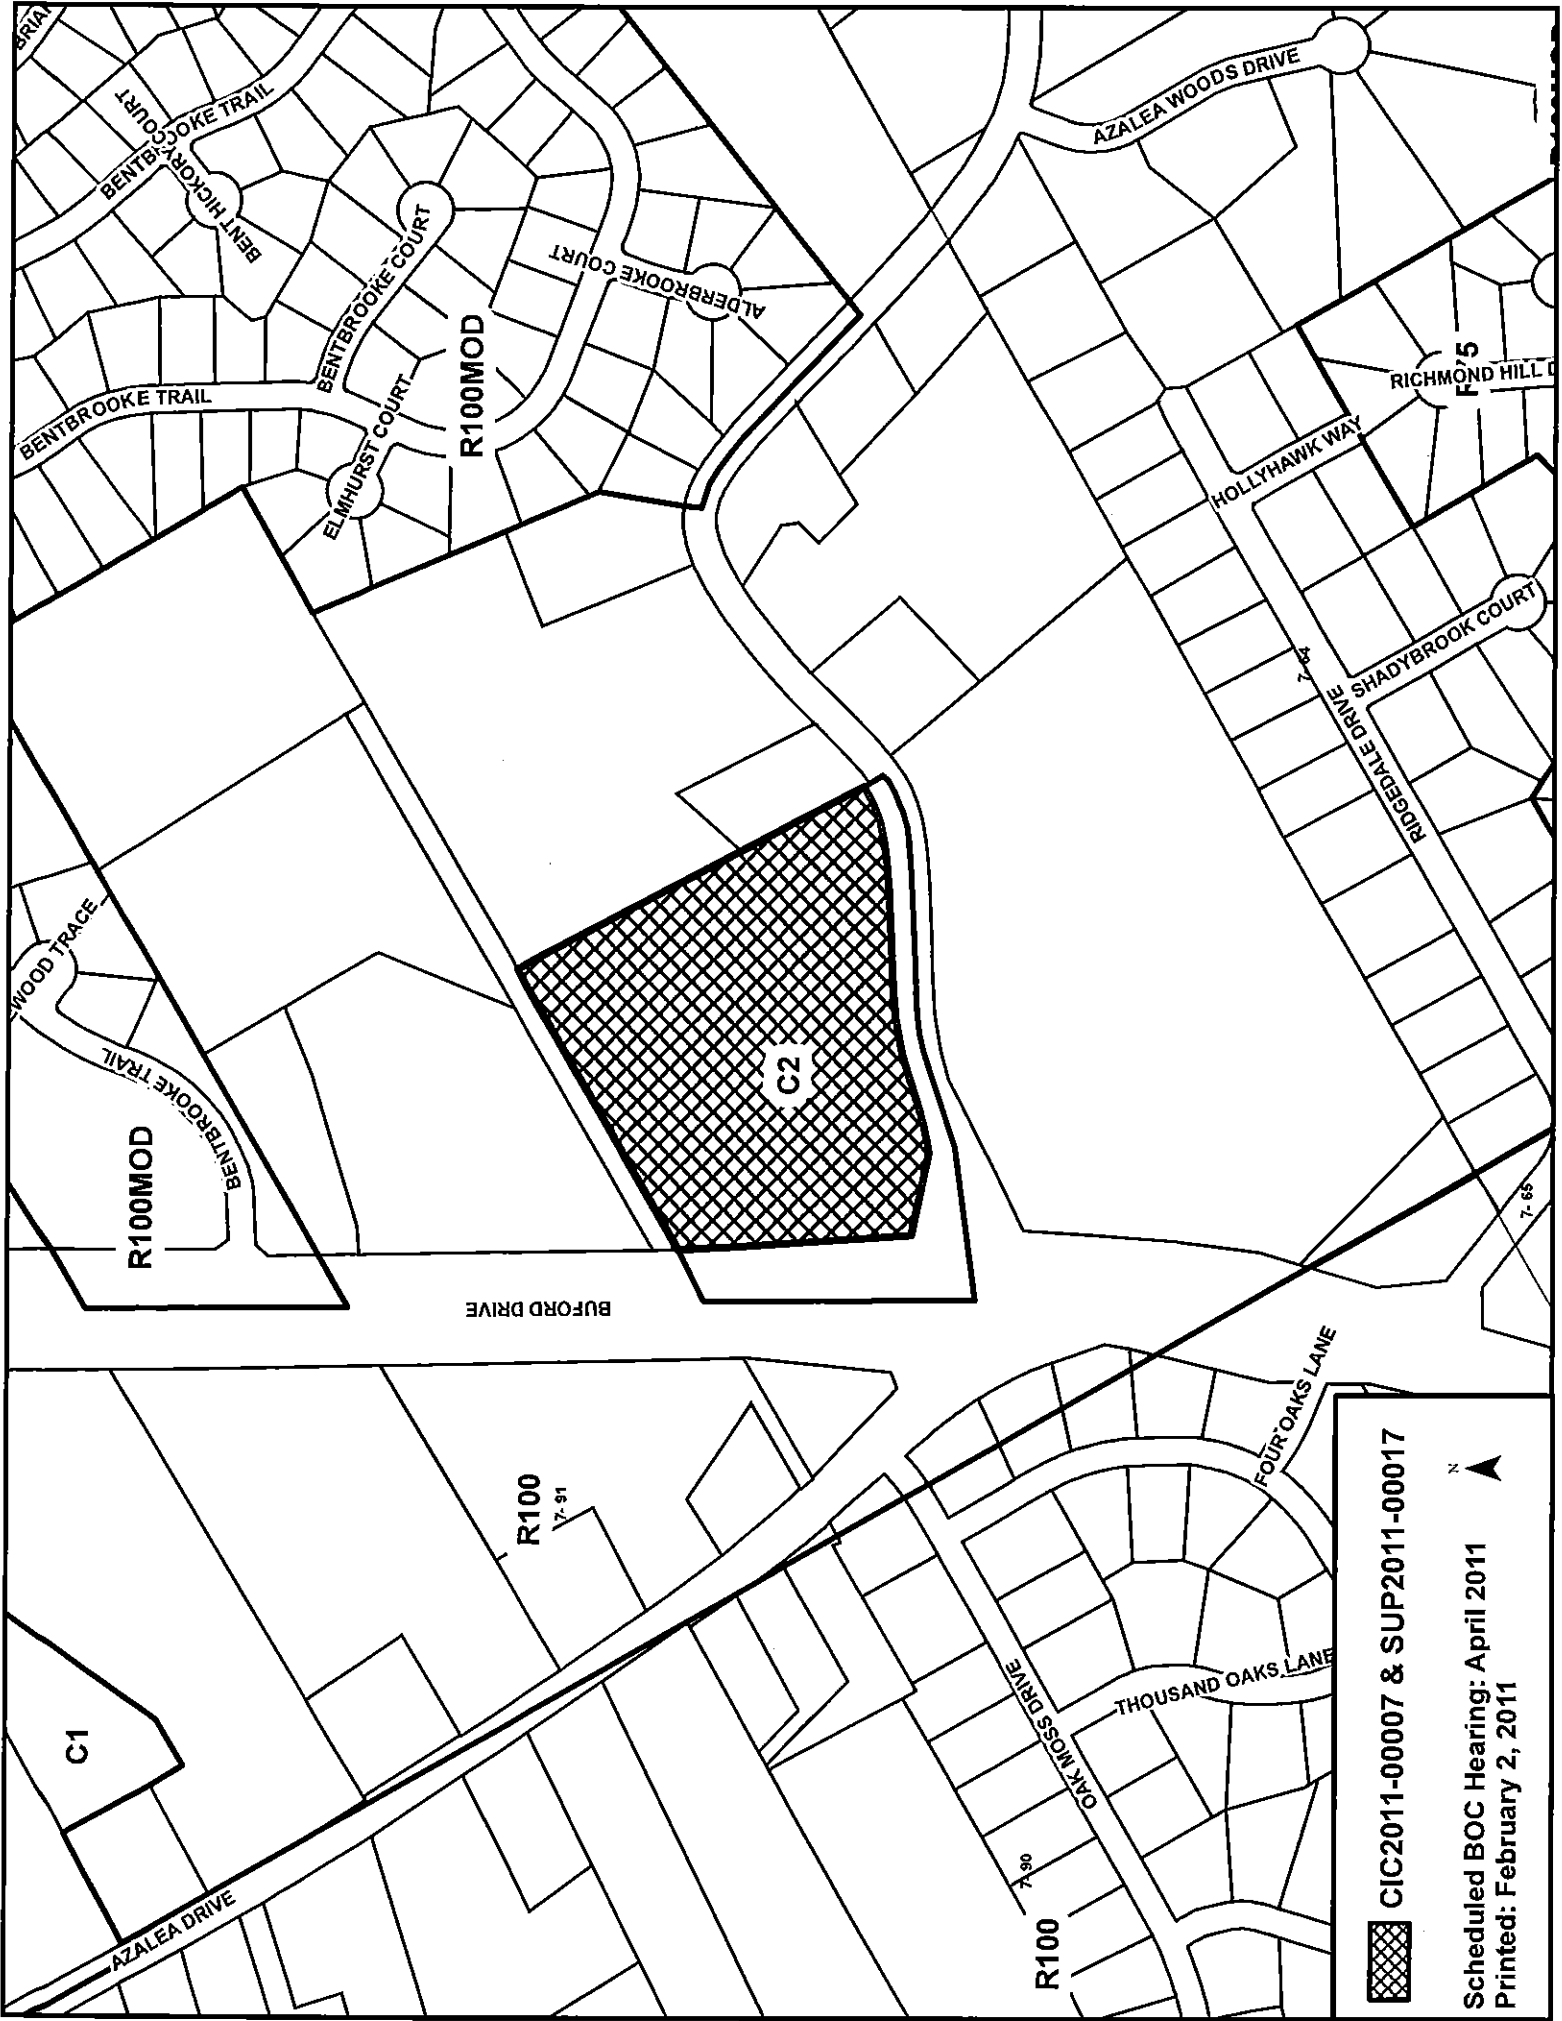 BENTBROOKE TRAIL
BENT HICKORY COURT
BENTBROOKE TRAIL
BENTBROOKE COURT
ELMHURST COURT
R100MOD
ALDERBROOKE COURT
AZALEA WOODS DRIVE
RICHMOND HILL
HOLLYHAWK WAY
SHADYBROOK COURT
7- 64
RIDGEDALE DRIVE
WOOD TRACE
BENTBROOKE TRAIL
R100MOD
C2
BUFORD DRIVE
7- 65
R100
7- 91
C1
AZALEA DRIVE
FOUR OAKS LANE
THOUSAND OAKS LANE
OAK MOSS DRIVE
7- 90
R100
CIC2011-00007 & SUP2011-00017
Scheduled BOC Hearing: April 2011
Printed: February 2, 2011
N